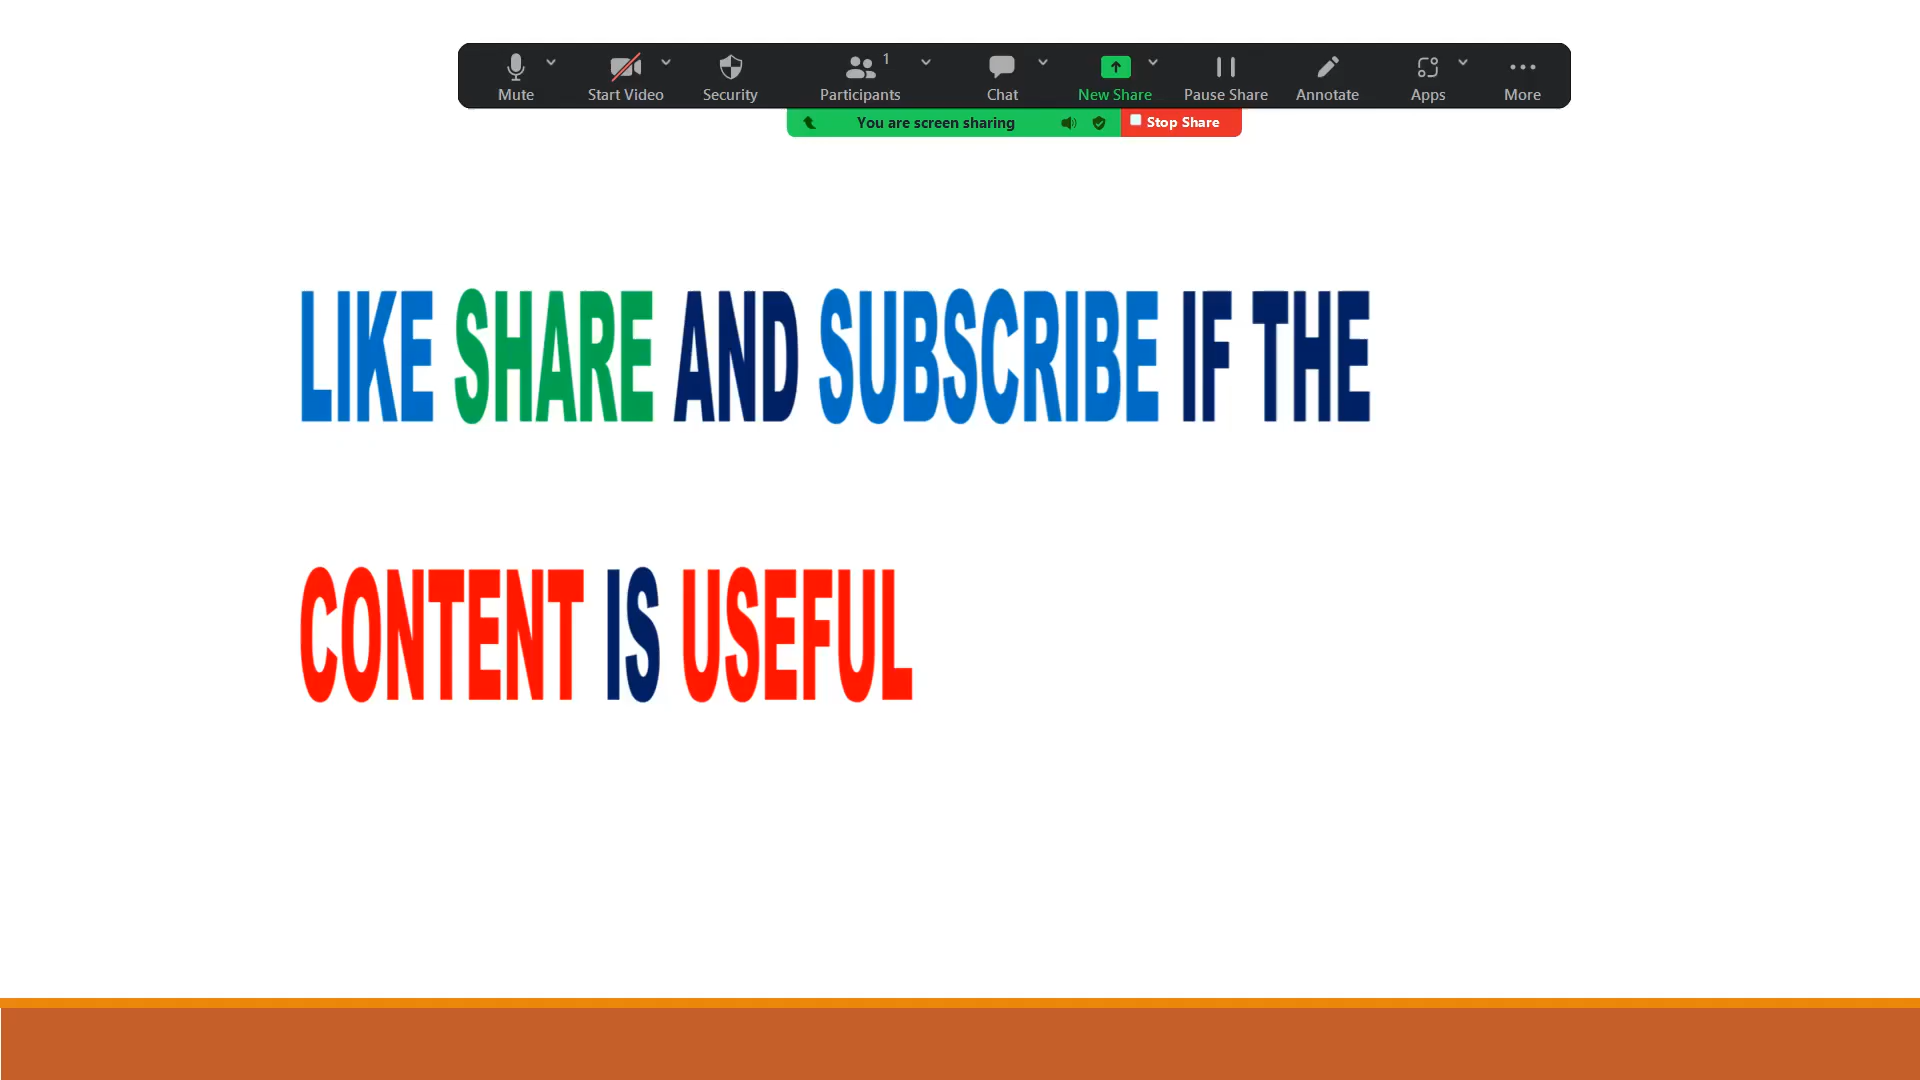 1
Mute Start Video Security Participants Chat New Share Pause Share Annotate Apps More
You are screen sharing Stop Share
LIKE SHARE AND SUBSCRIBE IF THE
CONTENT IS USEFUL